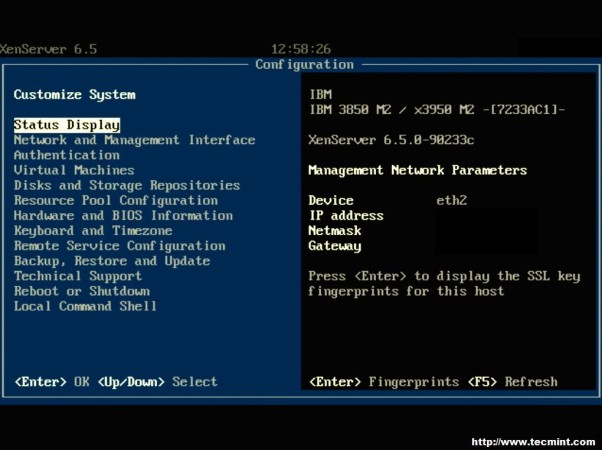 XenServer 6.5 12:58:26
Configuration
Customize System
Status Display
Network and Management Interface
Authentication
Virtual Machines
Disks and Storage Repositories
Resource Pool Configuration
Hardware and BIOS Information
Keyboard and Timezone
Remote Service Configuration
Backup, Restore and Update
Technical Support
Reboot or Shutdown
Local Command Shell
<Enter> OK <Up/Down> Select
IBM
IBM 3850 M2 / x3950 M2 -[7233AC1]-
XenServer 6.5.0-90233c
Management Network Parameters
Device eth2
IP address
Netmask
Gateway
Press <Enter> to display the SSL key
fingerprints for this host
<Enter> Fingerprints <F5> Refresh
http://www.tecmint.com